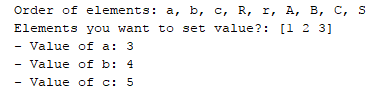 Order of elements: a, b, c, R, r, A, B, C, S
Elements you want to set value?: [1 2 3]
- Value of a: 3
- Value of b: 4
- Value of c: 5